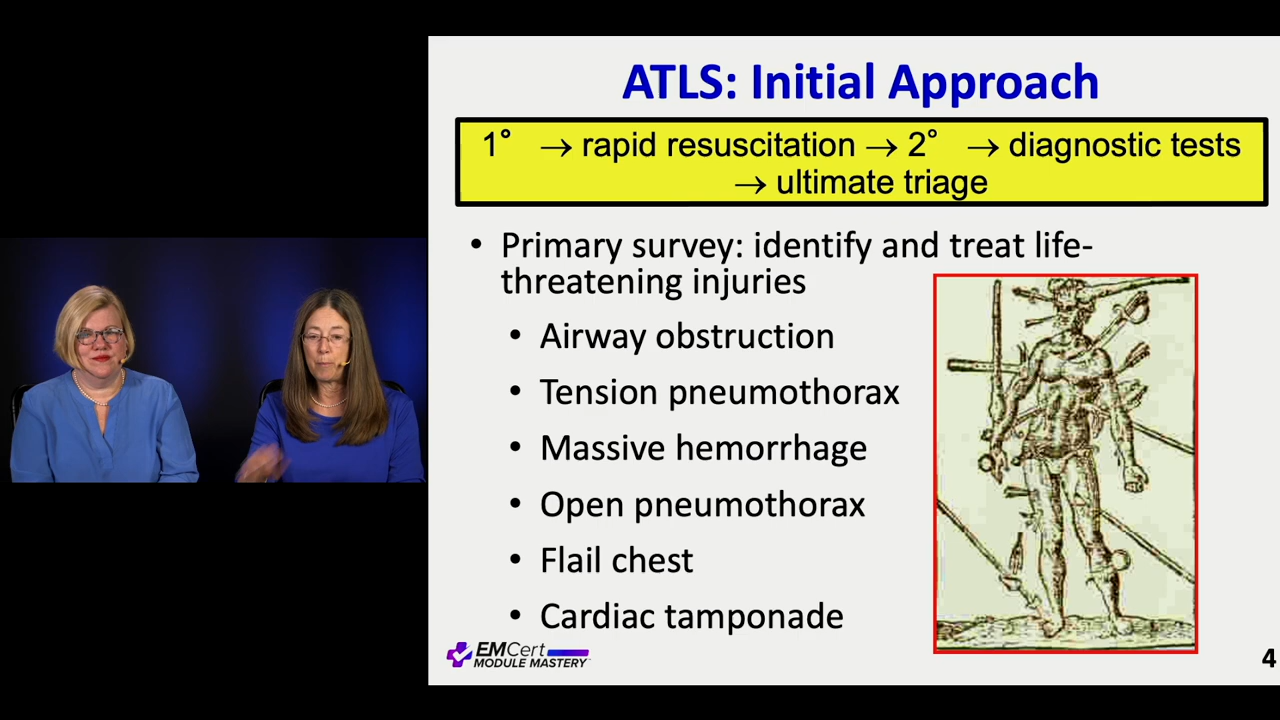 ATLS: Initial Approach
1° → rapid resuscitation → 2° → diagnostic tests
→ ultimate triage
• Primary survey: identify and treat life-
threatening injuries
• Airway obstruction
• Tension pneumothorax
• Massive hemorrhage
• Open pneumothorax
• Flail chest
• Cardiac tamponade
EMCert
MODULE MASTERY
4